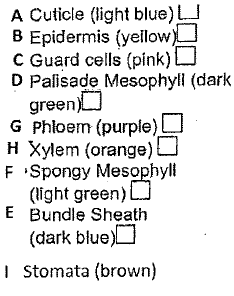 A Cuticle (light blue)
B Epidermis (yellow)
C Guard cells (pink)
D Palisade Mesophyll (dark
green)
G Phloem (purple)
H Xylem (orange)
F Spongy Mesophyll
(light green)
E Bundle Sheath
(dark blue)
I Stomata (brown)